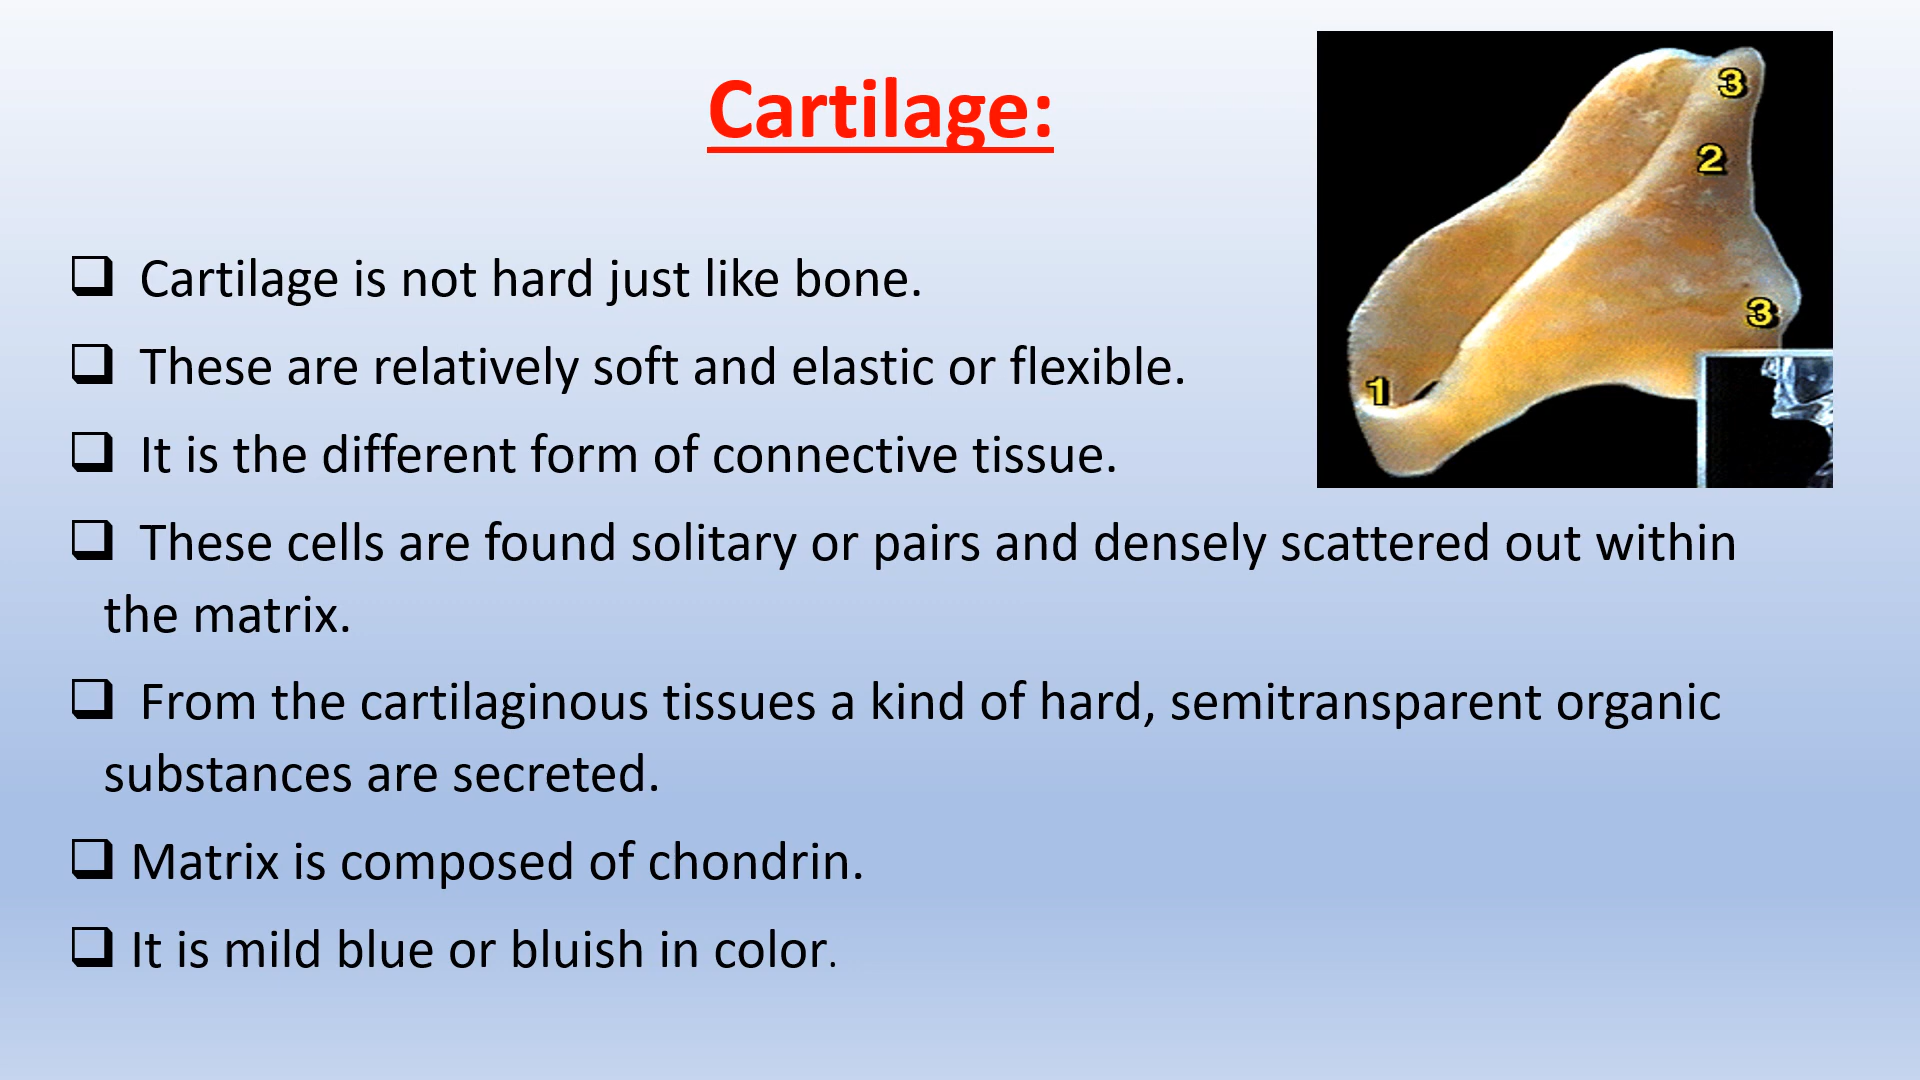 Cartilage:
3
2
3
1
❑ Cartilage is not hard just like bone.
❑ These are relatively soft and elastic or flexible.
❑ It is the different form of connective tissue.
❑ These cells are found solitary or pairs and densely scattered out within
the matrix.
❑ From the cartilaginous tissues a kind of hard, semitransparent organic
substances are secreted.
❑ Matrix is composed of chondrin.
❑ It is mild blue or bluish in color.